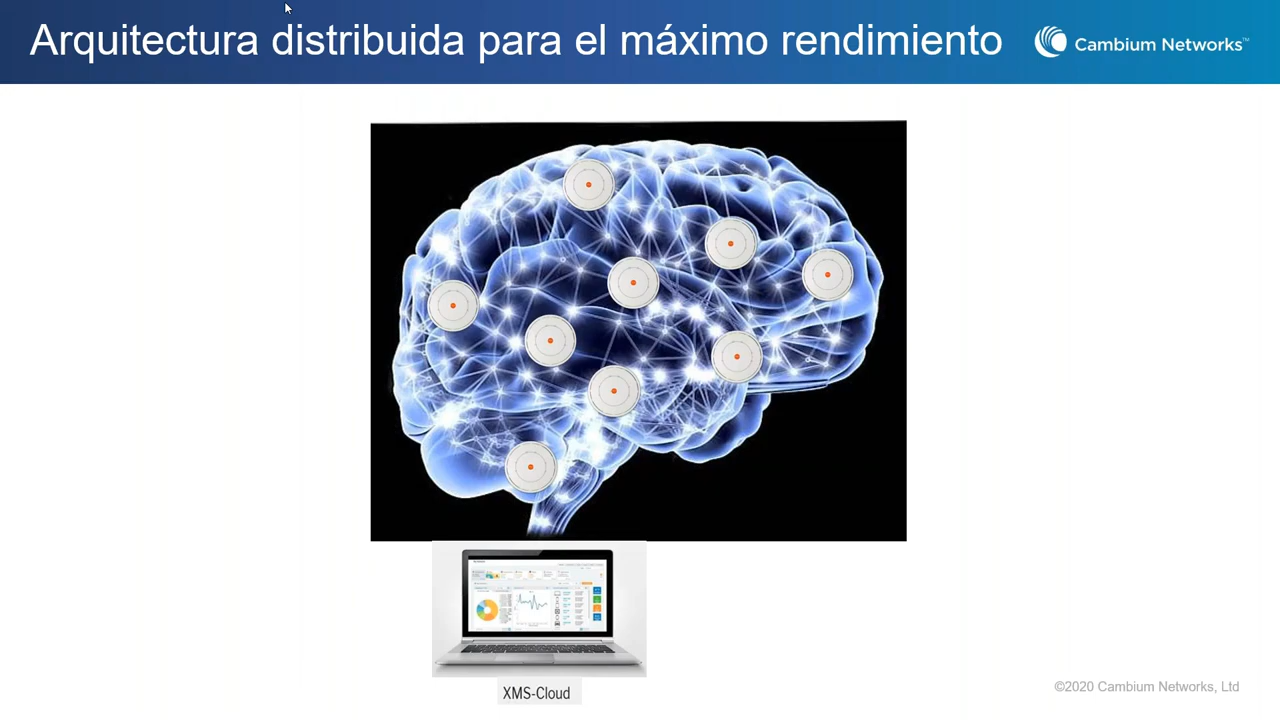 Arquitectura distribuida para el máximo rendimiento
Cambium Networks™
XMS-Cloud
©2020 Cambium Networks, Ltd